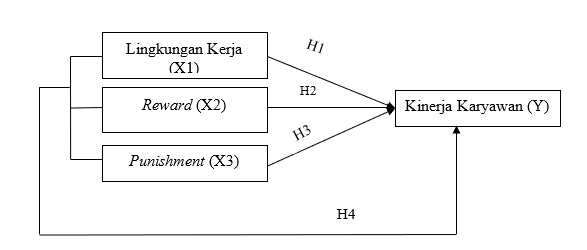 Lingkungan Kerja
(X1)
H1
Reward (X2)
H2
Kinerja Karyawan (Y)
H3
Punishment (X3)
H4